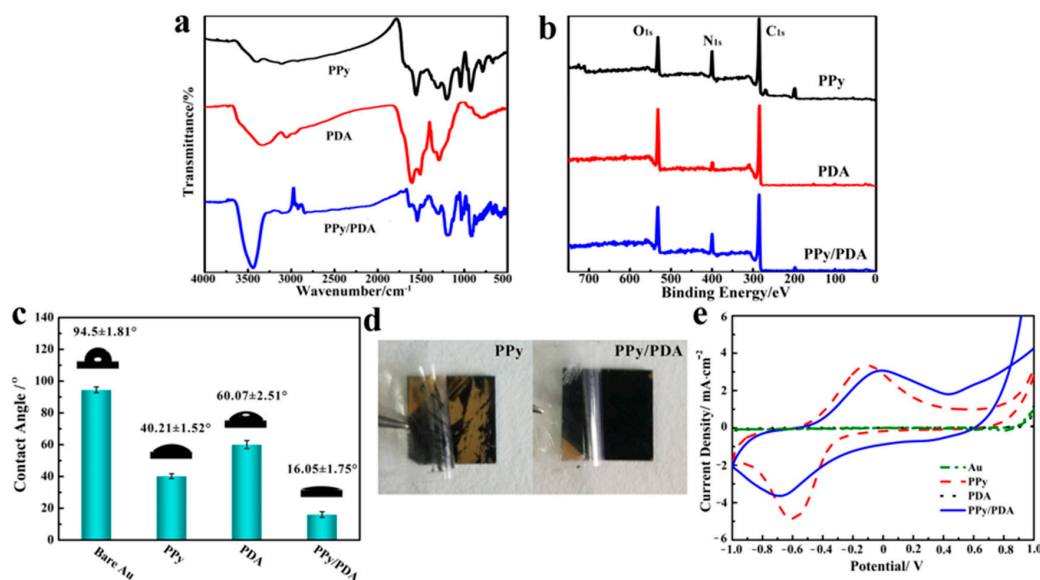 a
PPy
PDA
PPy/PDA
Transmittance/%
4000 3000 2000 1000 500
Wavenumber/cm-1
b
O1s N1s C1s
PPy
PDA
PPy/PDA
700 600 500 400 300 200 100 0
Binding Energy/eV
c
140
120
100
80
60
40
20
0
Contact Angle /°
94.5±1.81°
40.21±1.52°
60.07±2.51°
16.05±1.75°
Bare Au PPy PDA PPy/PDA
d
PPy PPy/PDA
e
6
4
2
0
−2
−4
−6
Current Density/ mA·cm-2
Au
PPy
PDA
PPy/PDA
−1.0 −0.8 −0.6 −0.4 −0.2 0.0 0.2 0.4 0.6 0.8 1.0
Potential/ V